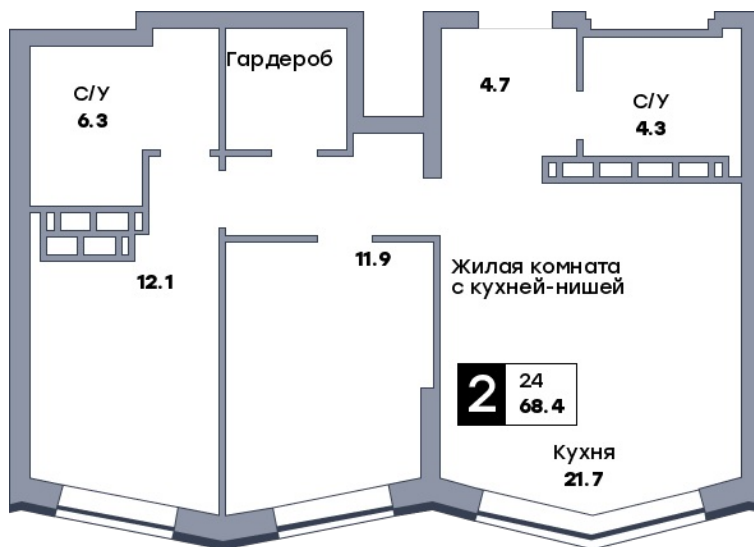 Гардероб
С/У
6.3
4.7
С/У
4.3
12.1
11.9
Жилая комната
с кухней-нишей
2
24
68.4
Кухня
21.7